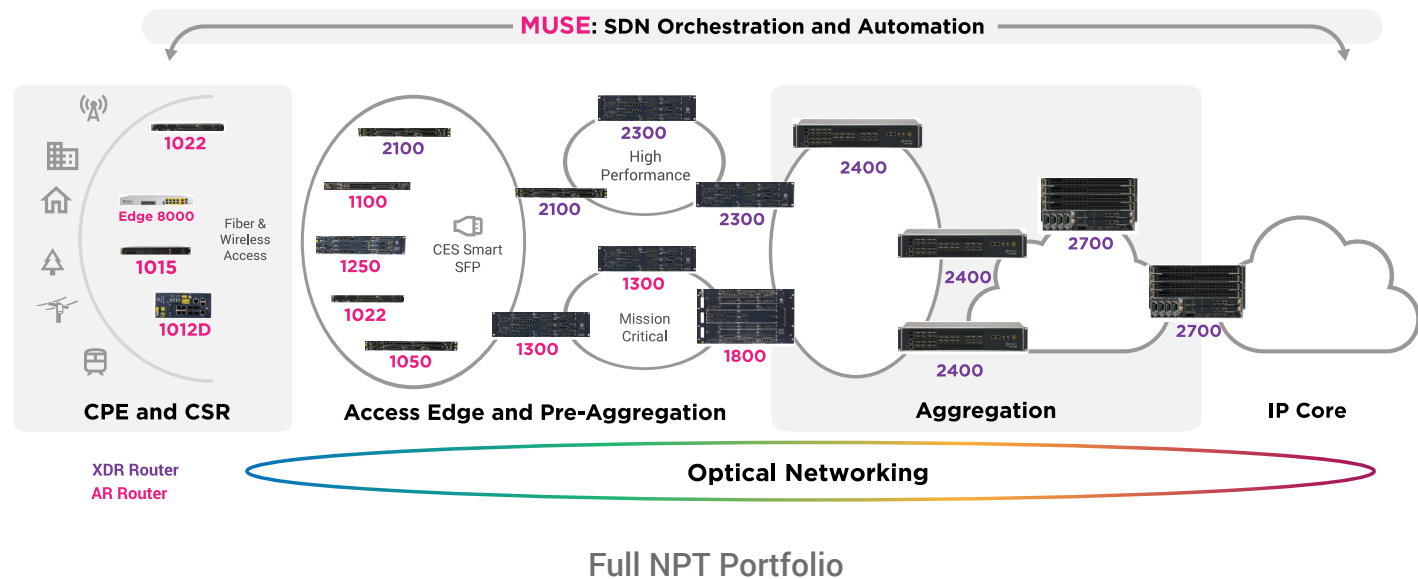 MUSE: SDN Orchestration and Automation
1022
Edge 8000
1015
1012D
Fiber &
Wireless
Access
CPE and CSR
2100
1100
1250
1022
1050
CES Smart
SFP
2100
1300
2300
High
Performance
2300
1300
Mission
Critical
1800
Access Edge and Pre-Aggregation
2400
2400
2400
2700
2700
Aggregation
IP Core
XDR Router
AR Router
Optical Networking
Full NPT Portfolio